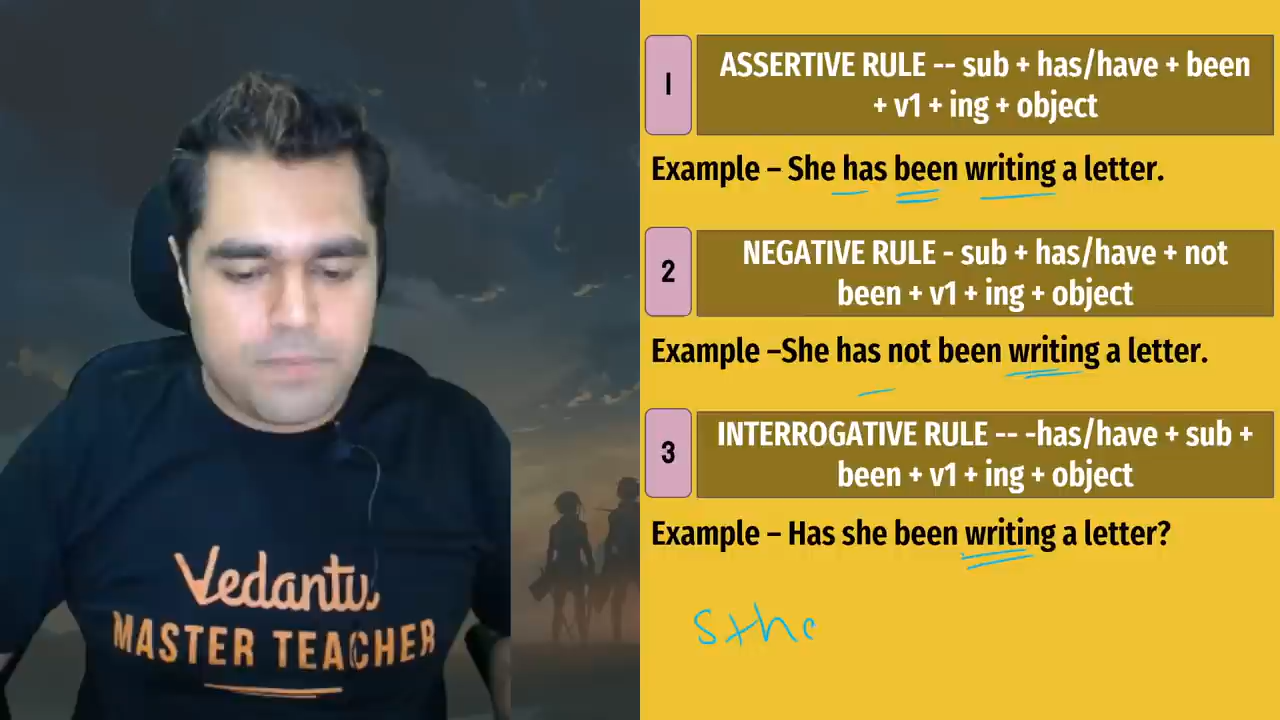 Vedantu
MASTER TEACHER
1
ASSERTIVE RULE -- sub + has/have + been
+ v1 + ing + object
Example – She has been writing a letter.
2
NEGATIVE RULE - sub + has/have + not
been + v1 + ing + object
Example –She has not been writing a letter.
3
INTERROGATIVE RULE -- -has/have + sub +
been + v1 + ing + object
Example – Has she been writing a letter?